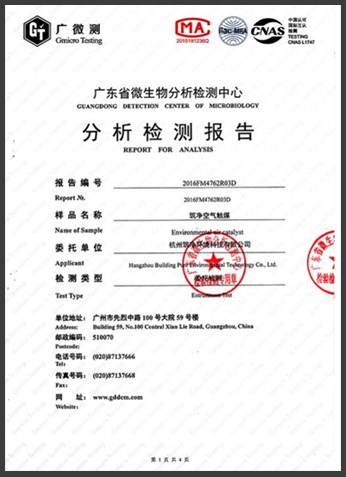 广微测
Gmicro Testing
MA
2015191236Q
ilac-MRA
CNAS
中国认可
国际互认
检测
TESTING
CNAS L1747
广东省微生物分析检测中心
GUANGDONG DETECTION CENTER OF MICROBIOLOGY
分析检测报告
REPORT FOR ANALYSIS
报告编号 2016FM4762R03D
Report №. 2016FM4762R03D
样品名称 筑净空气触媒
Name of Sample Environmental air catalyst
委托单位 杭州筑净环境科技有限公司
Applicant Hangzhou Building Pure Environmental Technology Co., Ltd.
检测类型 委托检测
Test Type Entrustment Test
单位地址: 广州市先烈中路 100 号大院 59 号楼
Address: Building 59, No.100 Central Xian Lie Road, Guangzhou, China
邮政编码: 510070
Postcode:
电话号码: (020)87137666
Tel:
传真号码: (020)87137668
Fax:
网 址: www.gddcm.com
Website:
第 1 页 共 4 页